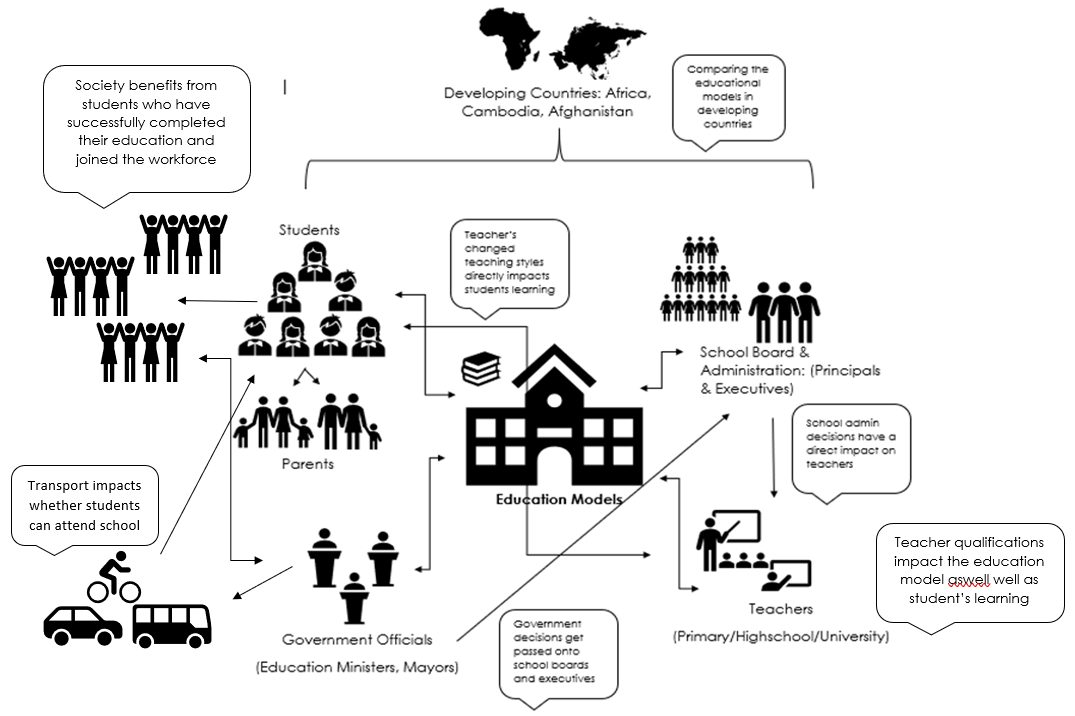 Developing Countries: Africa,
Cambodia, Afghanistan
Comparing the
educational
models in
developing
countries
Society benefits from
students who have
successfully completed
their education and
joined the workforce
Students
Teacher's
changed
teaching styles
directly impacts
students learning
School Board &
Administration: (Principals
& Executives)
School admin
decisions have a
direct impact on
teachers
Parents
Education Models
Transport impacts
whether students
can attend school
Teacher qualifications
impact the education
model aswell well as
student's learning
Teachers
(Primary/Highschool/University)
Government Officials
(Education Ministers, Mayors)
Government
decisions get
passed onto
school boards
and executives